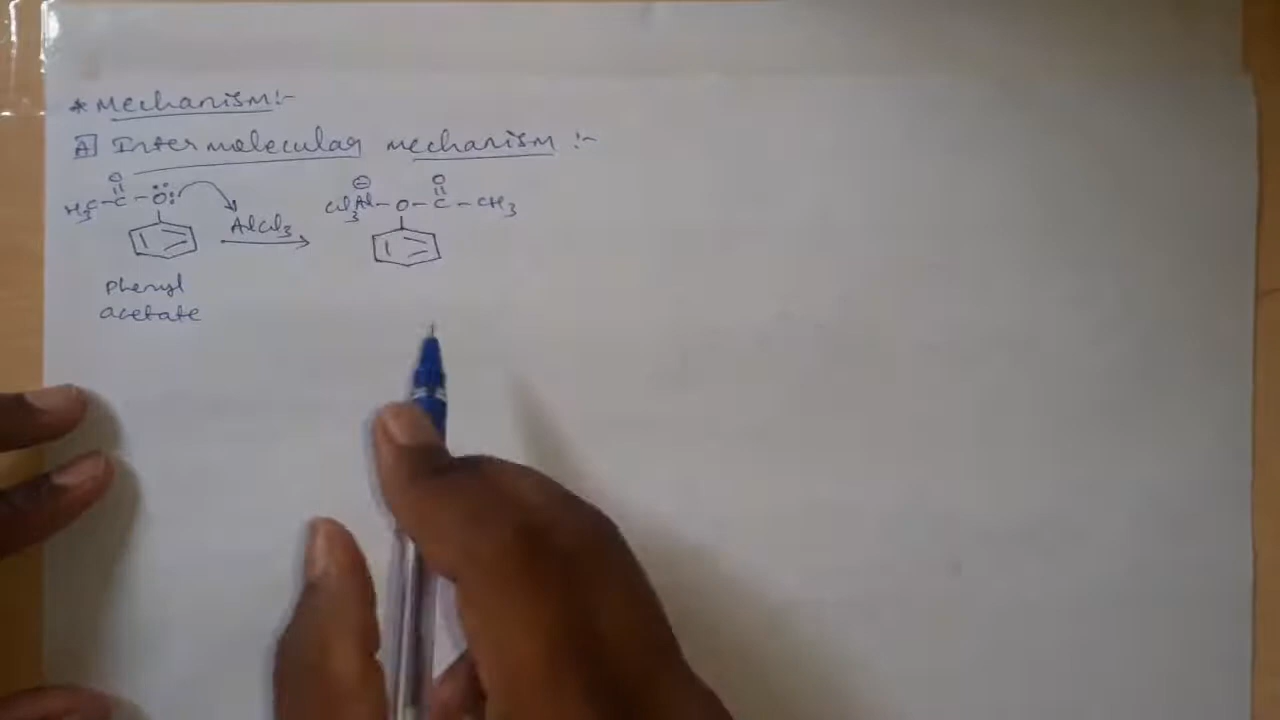 * Mechanism:-
A Intermolecular mechanism :-
H3C-C-O: AlCl3 Cl3Al-O-C-CH3
O O
⊖
Phenyl
acetate